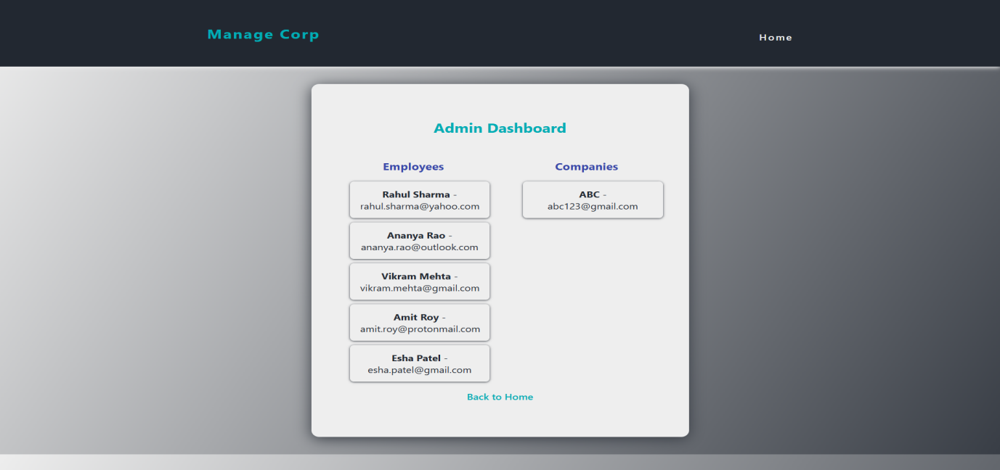 Manage Corp
Home
Admin Dashboard
Employees
Rahul Sharma -
rahul.sharma@yahoo.com
Ananya Rao -
ananya.rao@outlook.com
Vikram Mehta -
vikram.mehta@gmail.com
Amit Roy -
amit.roy@protonmail.com
Esha Patel -
esha.patel@gmail.com
Companies
ABC -
abc123@gmail.com
Back to Home